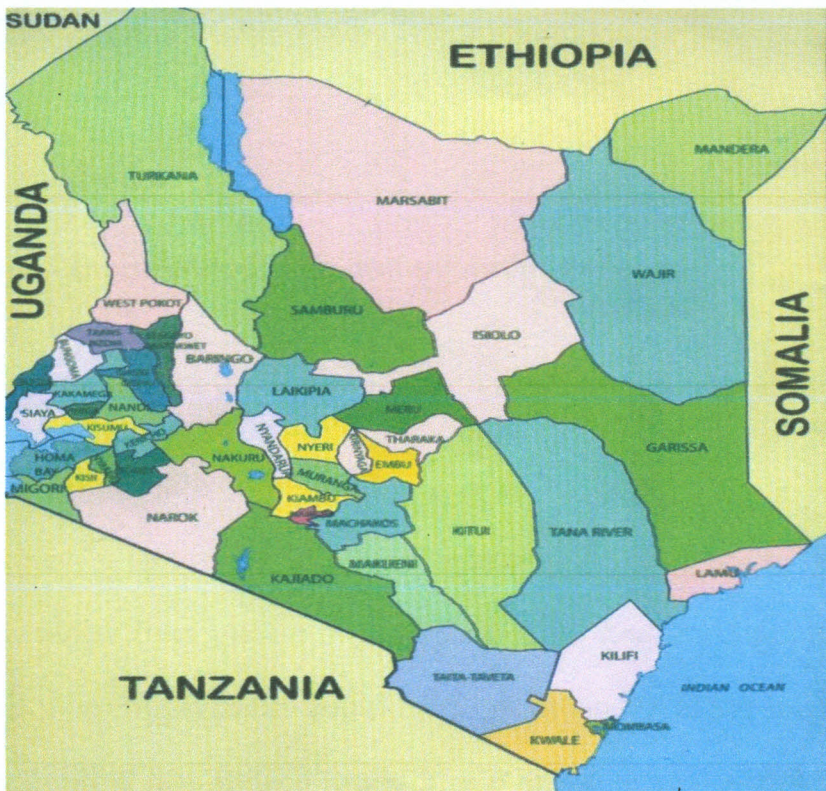 SUDAN
ETHIOPIA
MANDERA
TURKANA
UGANDA
MARSABIT
WAJIR
WEST POKOT
SAMBURU
ISIOLO
SOMALIA
BUNGOMA
BARINGO
LAIKIPIA
KAKAMEGA
NANDI
MERU
SIAYA
KISUMU
NYANDARUA
NYERI
THARAKA
GARISSA
HOMA
BAY
NAKURU
EMBU
MURANGA
MIGORI
KISII
KIAMBU
NAROK
MACHAKOS
KITUI
TANA RIVER
MAKUENI
KAJIADO
LAMU
KILIFI
TANZANIA
TAITA-TAVETA
INDIAN OCEAN
MOMBASA
KWALE